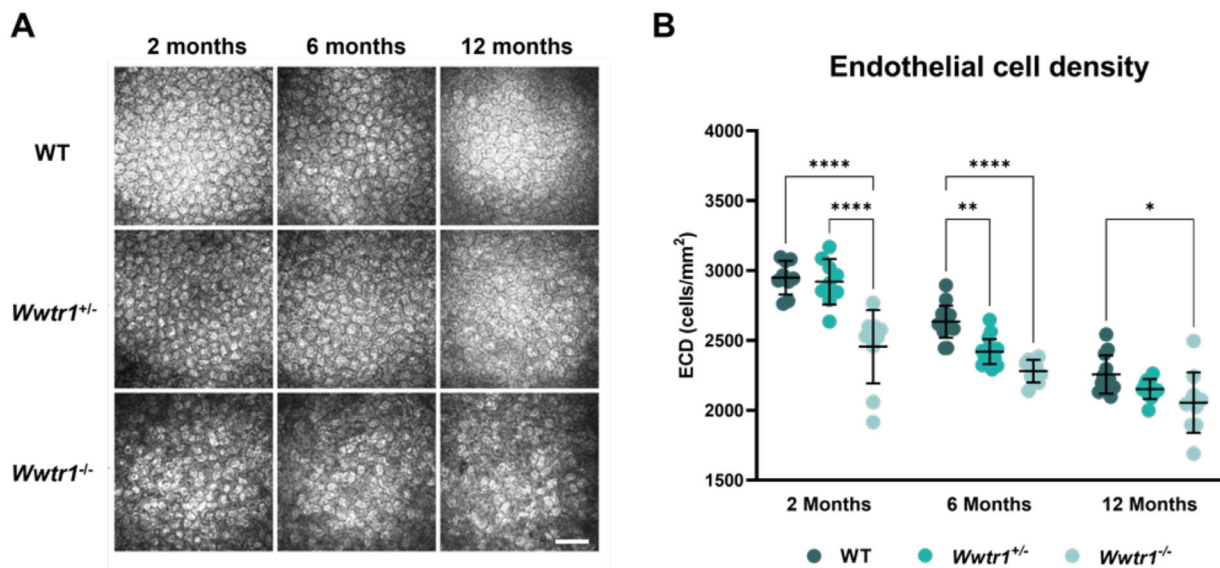 A
2 months 6 months 12 months
WT
Wwtr1+/-
Wwtr1-/-
B
Endothelial cell density
ECD (cells/mm²)
4000
3500
3000
2500
2000
1500
**** **** 
**** ** *
2 Months 6 Months 12 Months
WT Wwtr1+/- Wwtr1-/-